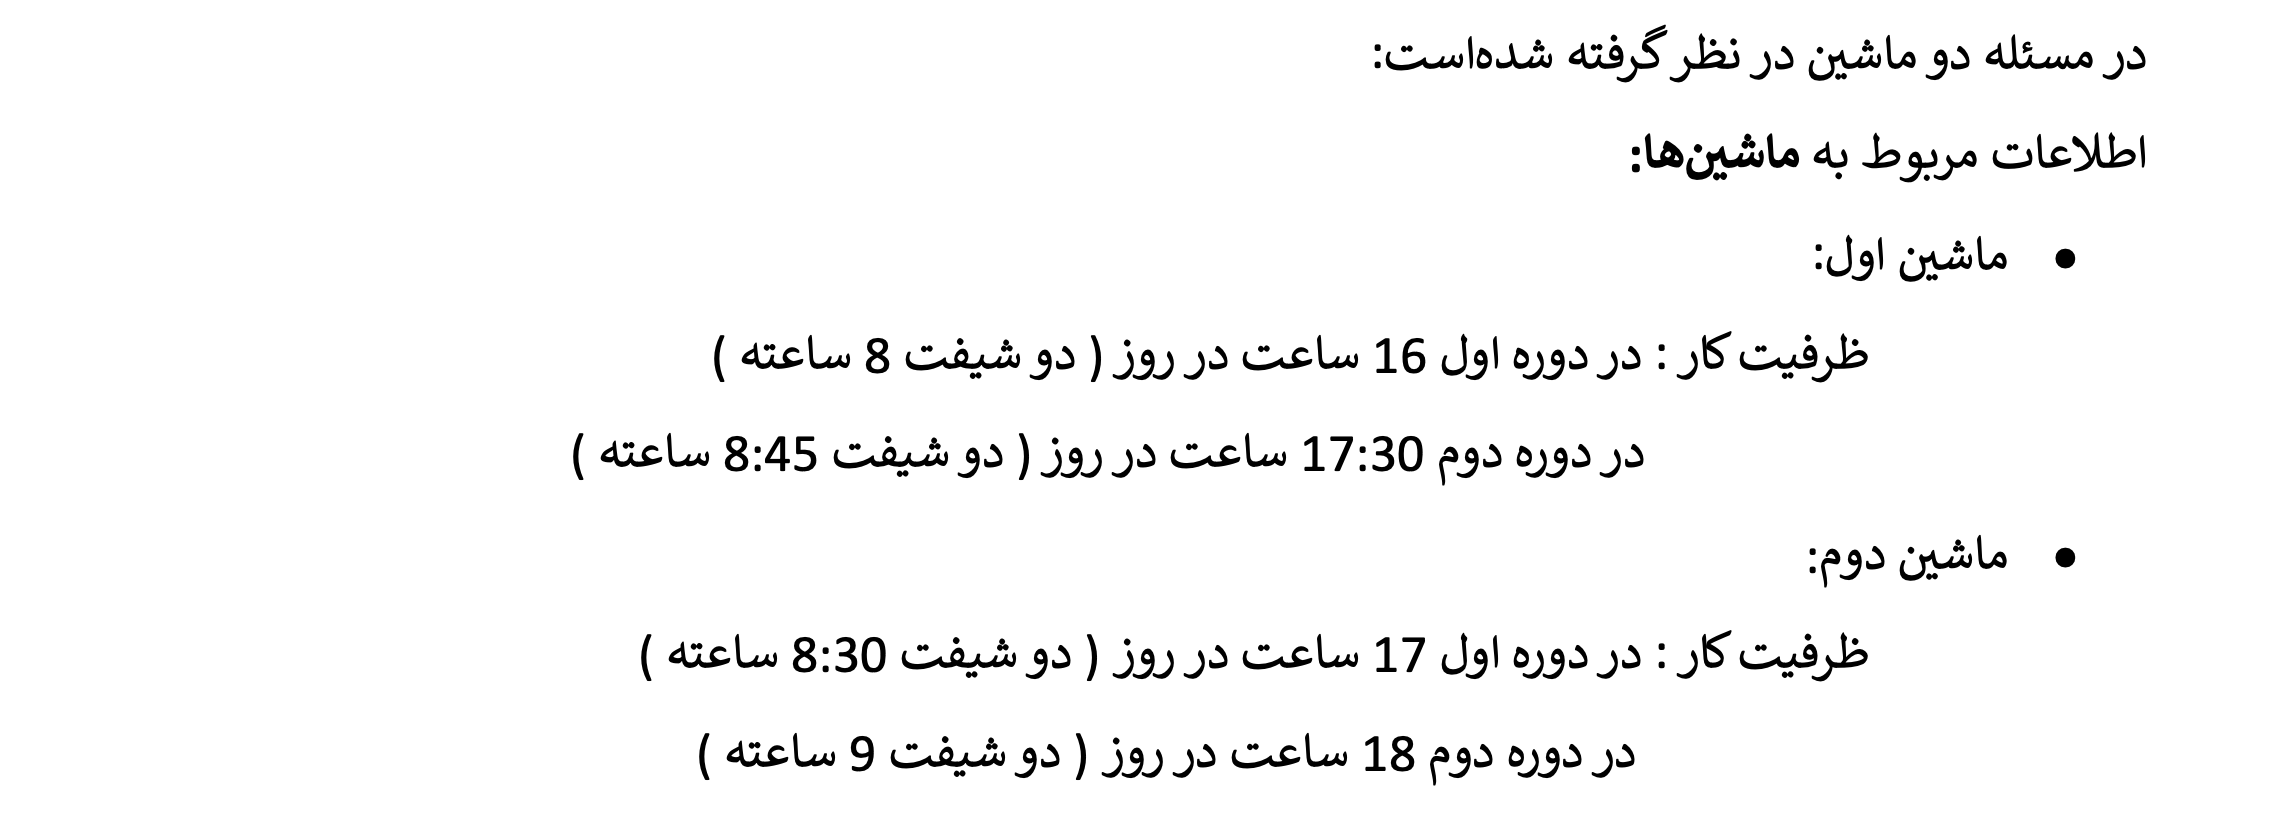 در مسئله دو ماشین در نظر گرفته شده‌است:
اطلاعات مربوط به ماشین‌ها:
• ماشین اول:
ظرفیت کار : در دوره اول 16 ساعت در روز ( دو شیفت 8 ساعته )
در دوره دوم 17:30 ساعت در روز ( دو شیفت 8:45 ساعته )
• ماشین دوم:
ظرفیت کار : در دوره اول 17 ساعت در روز ( دو شیفت 8:30 ساعته )
در دوره دوم 18 ساعت در روز ( دو شیفت 9 ساعته )